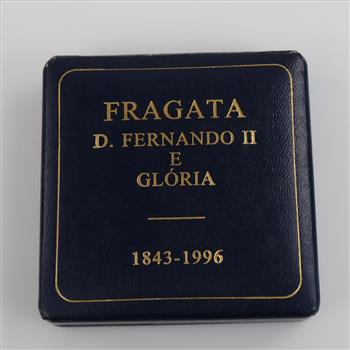 FRAGATA
D. FERNANDO II
E
GLÓRIA
1843-1996